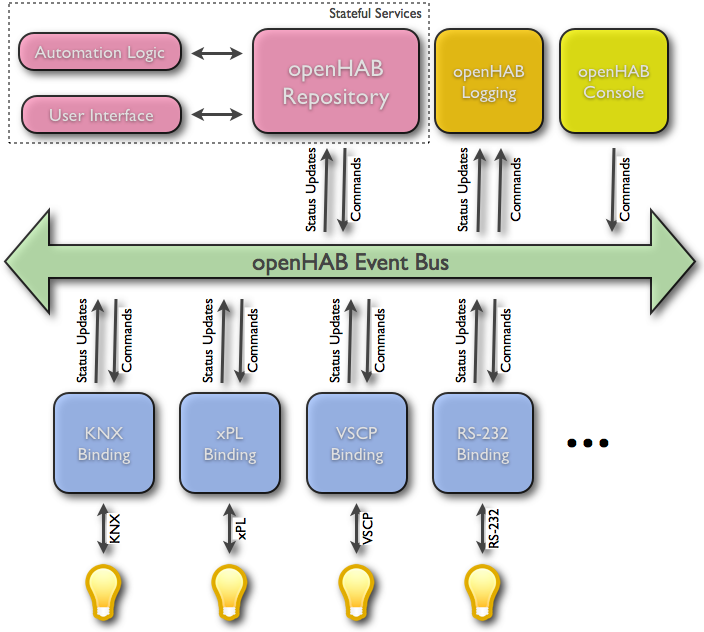 Stateful Services
Automation Logic
User Interface
openHAB
Repository
openHAB
Logging
openHAB
Console
Status Updates
Commands
Status Updates
Commands
Commands
openHAB Event Bus
Status Updates
Commands
Status Updates
Commands
Status Updates
Commands
Status Updates
Commands
KNX
Binding
xPL
Binding
VSCP
Binding
RS-232
Binding
...
KNX
xPL
VSCP
RS-232